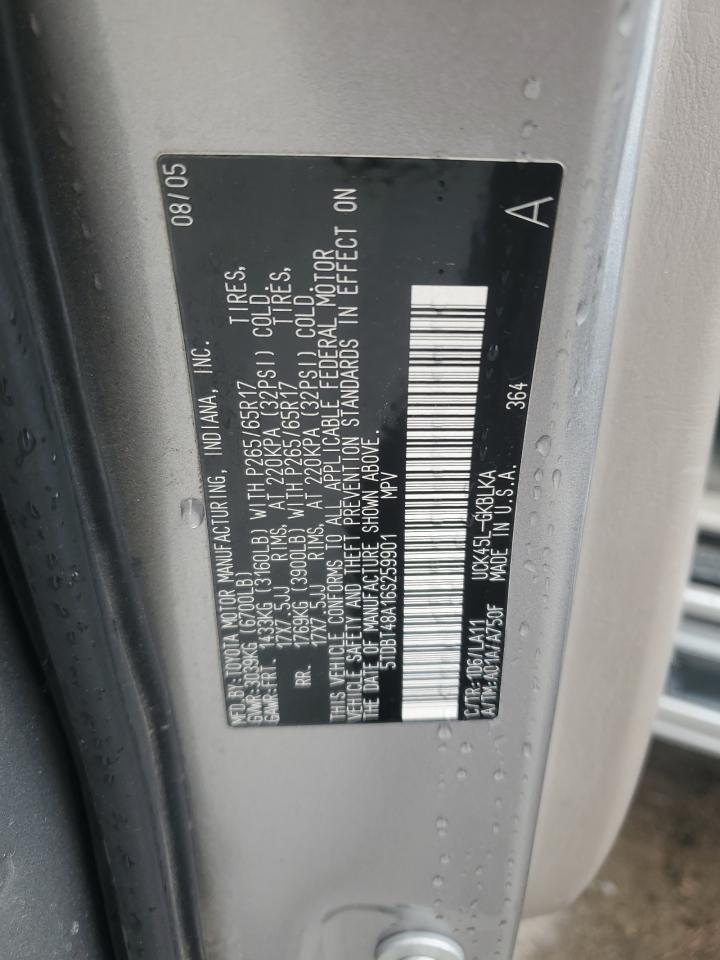 MFD.BY:TOYOTA MOTOR MANUFACTURING, INDIANA, INC. 08/05
GVWR:3039KG (6700LB)
GAWR:FRT. 1433KG (3160LB) WITH P265/65R17 TIRES,
17X7.5JJ RIMS, AT 220KPA (32PSI) COLD.
RR. 1769KG (3900LB) WITH P265/65R17 TIRES,
17X7.5JJ RIMS, AT 220KPA (32PSI) COLD.
THIS VEHICLE CONFORMS TO ALL APPLICABLE FEDERAL MOTOR
VEHICLE SAFETY AND THEFT PREVENTION STANDARDS IN EFFECT ON
THE DATE OF MANUFACTURE SHOWN ABOVE.
5TDBT48A16S259901 MPV
C/TR:1D6/LA11 UCK45L-GKBLKA 364
A/TM:A01A/A750F MADE IN U.S.A.
A